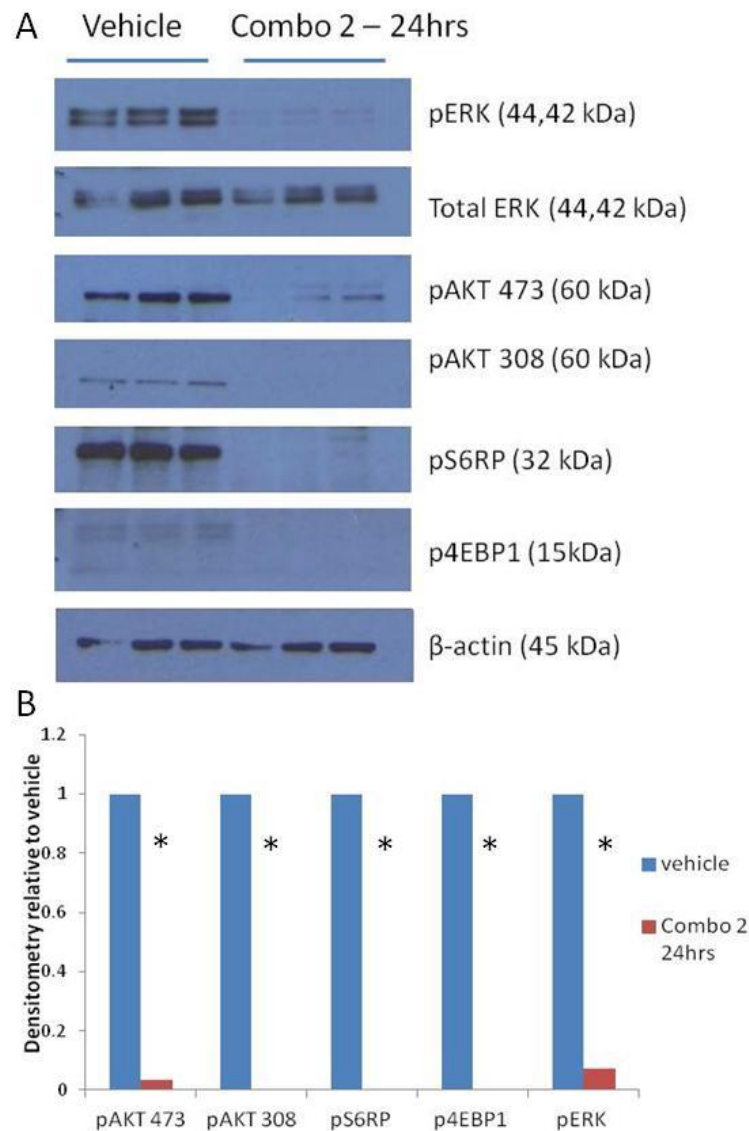 A Vehicle Combo 2 – 24hrs
pERK (44,42 kDa)
Total ERK (44,42 kDa)
pAKT 473 (60 kDa)
pAKT 308 (60 kDa)
pS6RP (32 kDa)
p4EBP1 (15kDa)
β-actin (45 kDa)
B
Densitometry relative to vehicle
1.2
1
0.8
0.6
0.4
0.2
0
* * * * *
pAKT 473 pAKT 308 pS6RP p4EBP1 pERK
vehicle
Combo 2
24hrs